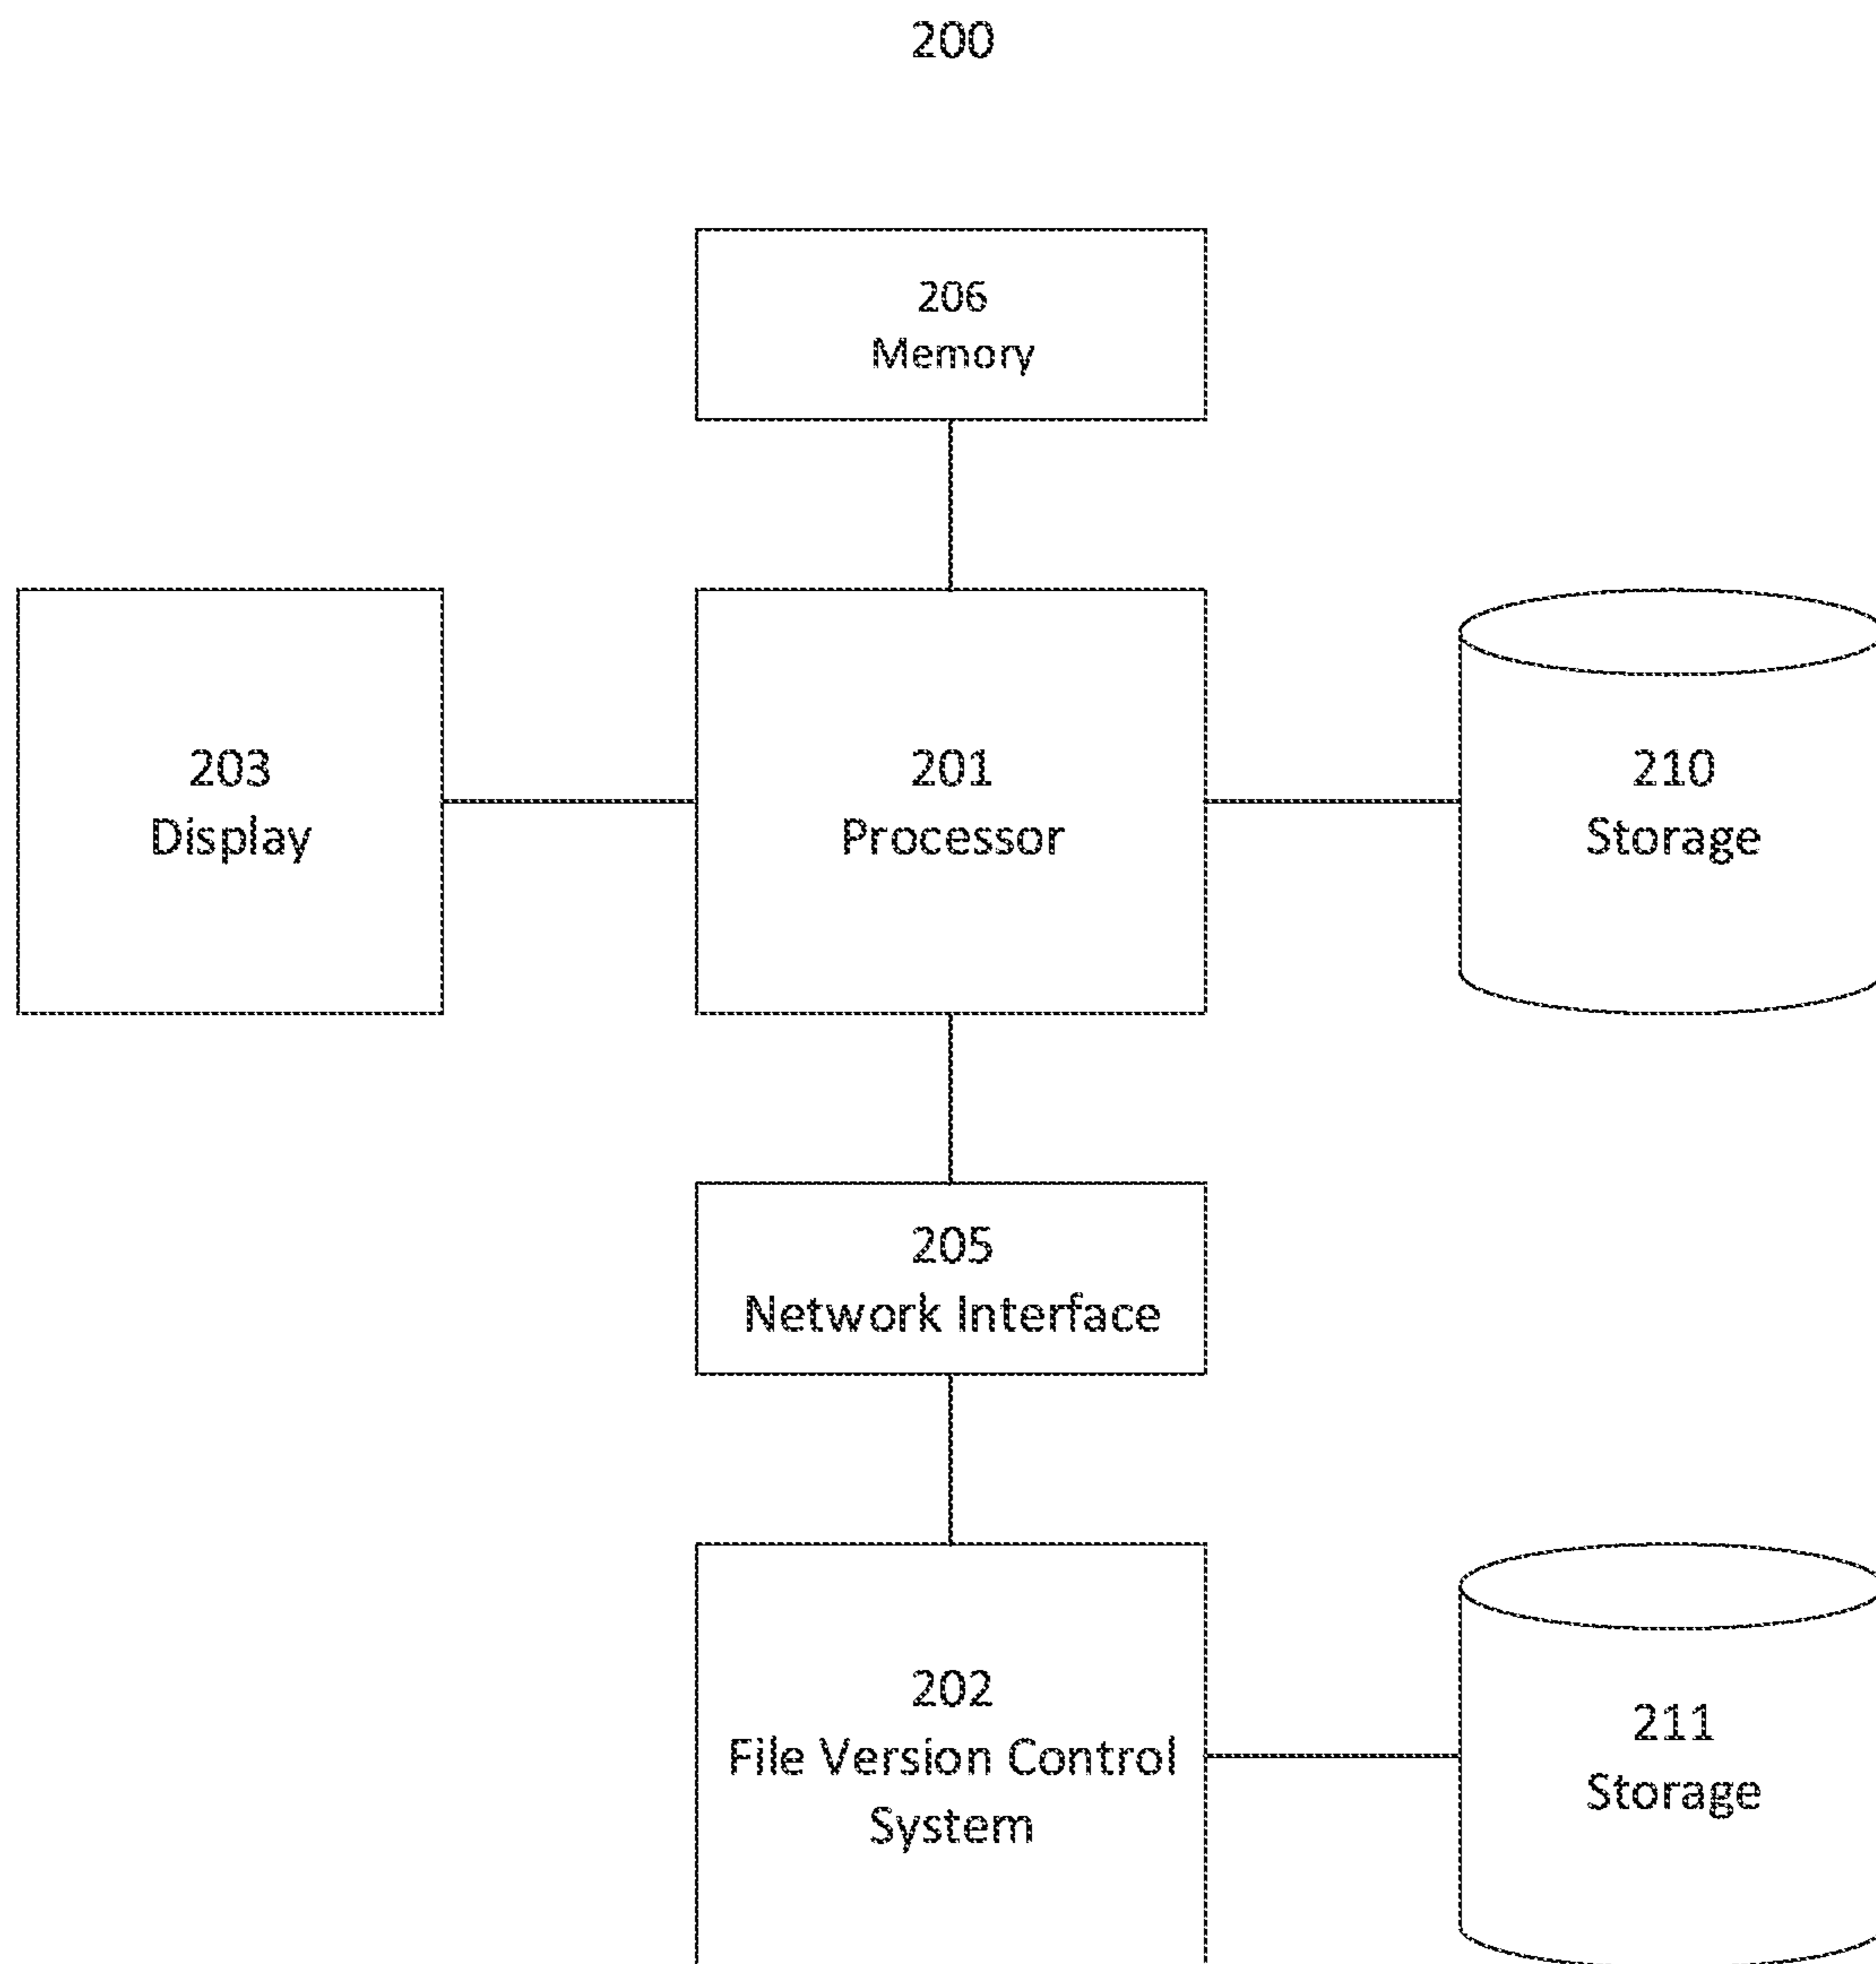 200
206
Memory
203
Display
201
Processor
210
Storage
205
Network Interface
202
File Version Control
System
211
Storage